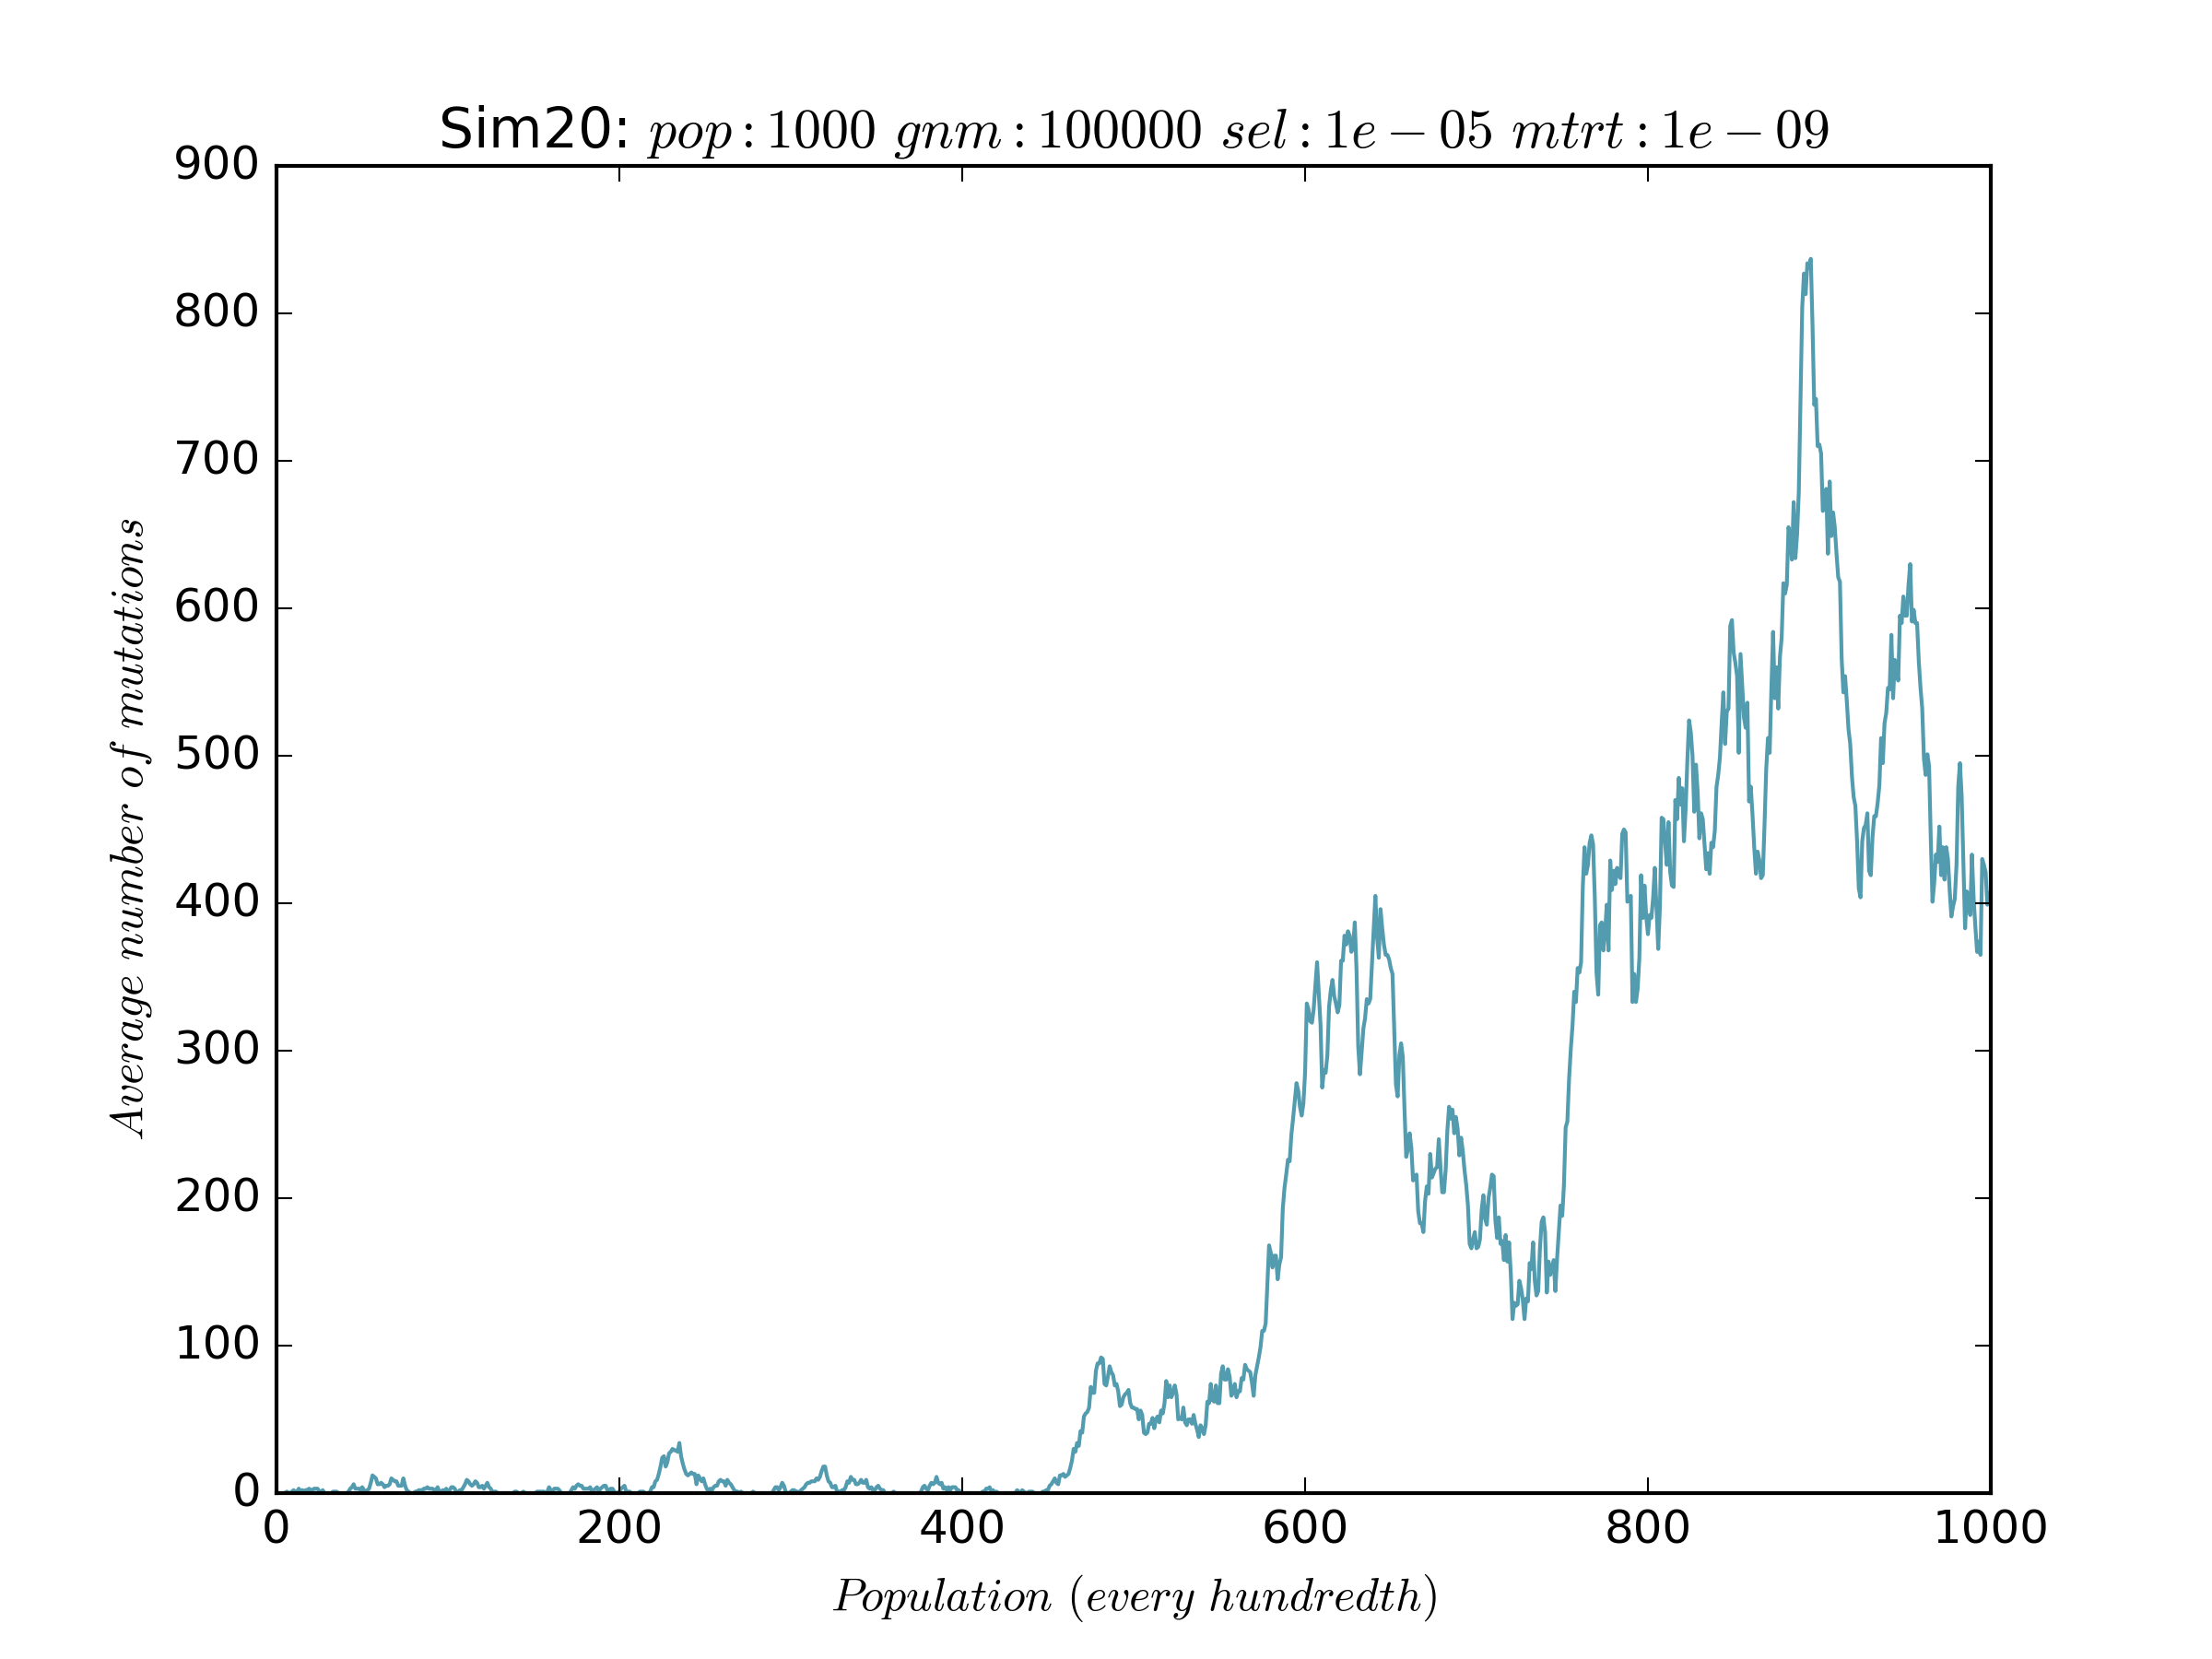 Sim20: pop : 1000 gnm : 100000 sel : 1e − 05 mtrt : 1e − 09
900
800
700
600
500
400
300
200
100
0
Average number of mutations
0 200 400 600 800 1000
Population (every hundredth)